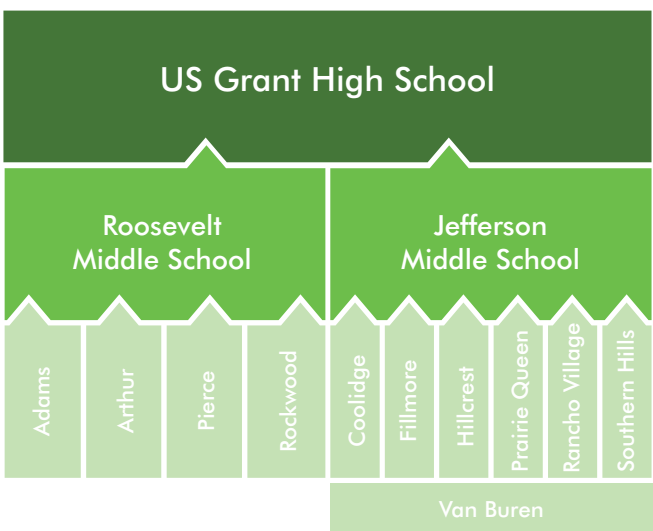 US Grant High School
Roosevelt
Middle School
Jefferson
Middle School
Adams
Arthur
Pierce
Rockwood
Coolidge
Fillmore
Hillcrest
Prairie Queen
Rancho Village
Southern Hills
Van Buren